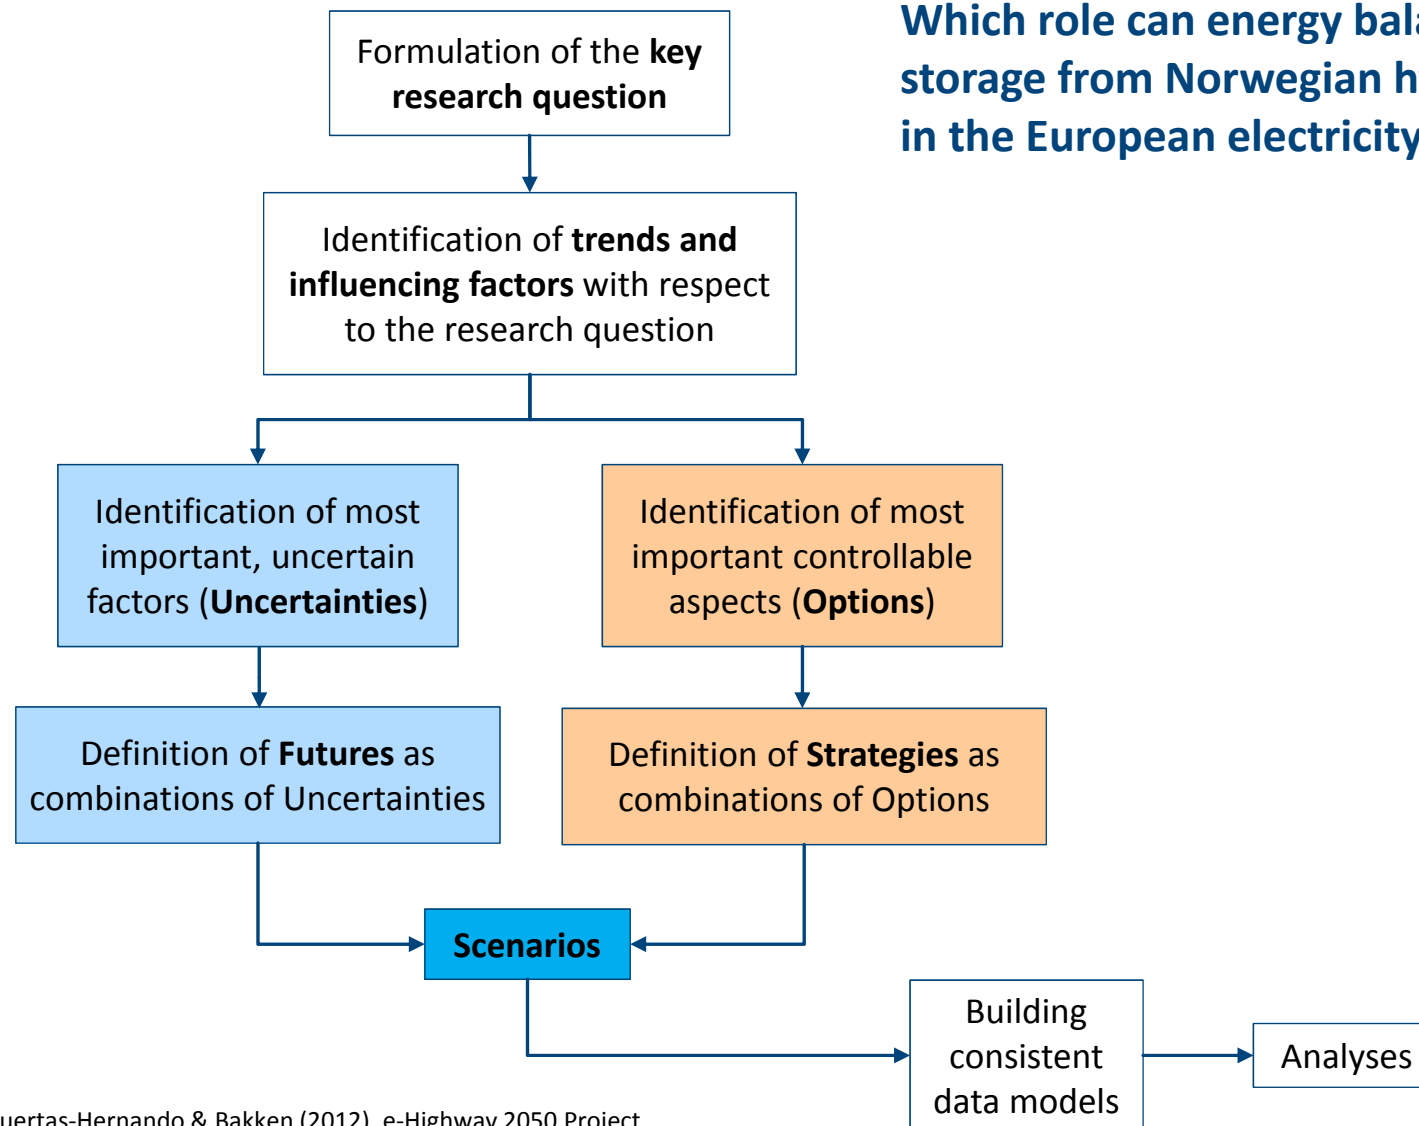 Which role can energy
storage from Norwegian
in the European electricity
Formulation of the key
research question
Identification of trends and
influencing factors with respect
to the research question
Identification of most
important, uncertain
factors (Uncertainties)
Identification of most
important controllable
aspects (Options)
Definition of Futures as
combinations of Uncertainties
Definition of Strategies as
combinations of Options
Scenarios
Building
consistent
data models
Analyses
& Bakken (2012), e-Highway 2050 Project